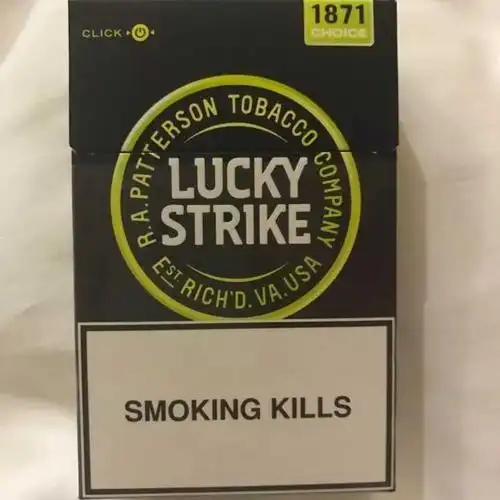 CLICK
1871
CHOICE
R.A.PATTERSON TOBACCO COMPANY
LUCKY
STRIKE
EST. RICH'D.VA.USA
SMOKING KILLS